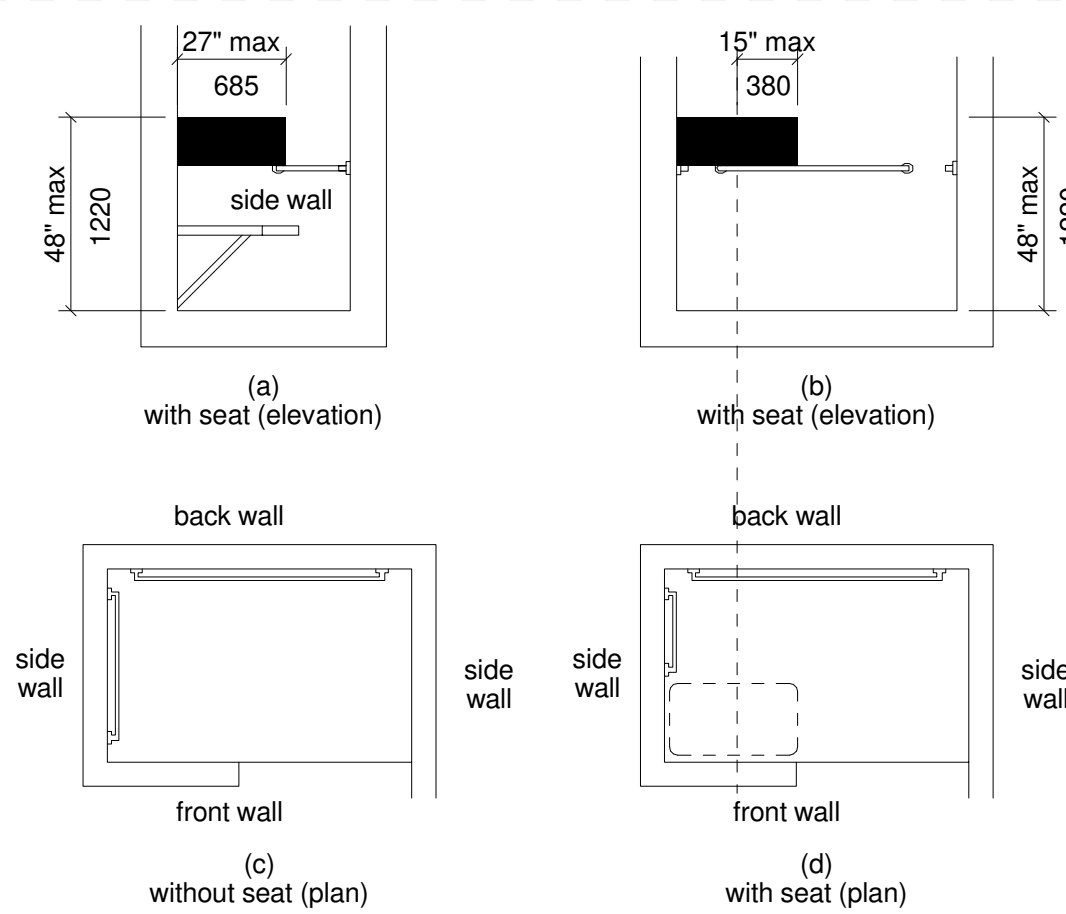 27" max
685
48" max
1220
side wall
(a)
with seat (elevation)
15" max
380
48" max
(b)
with seat (elevation)
back wall
side
wall
side
wall
front wall
(c)
without seat (plan)
back wall
side
wall
side
wall
front wall
(d)
with seat (plan)